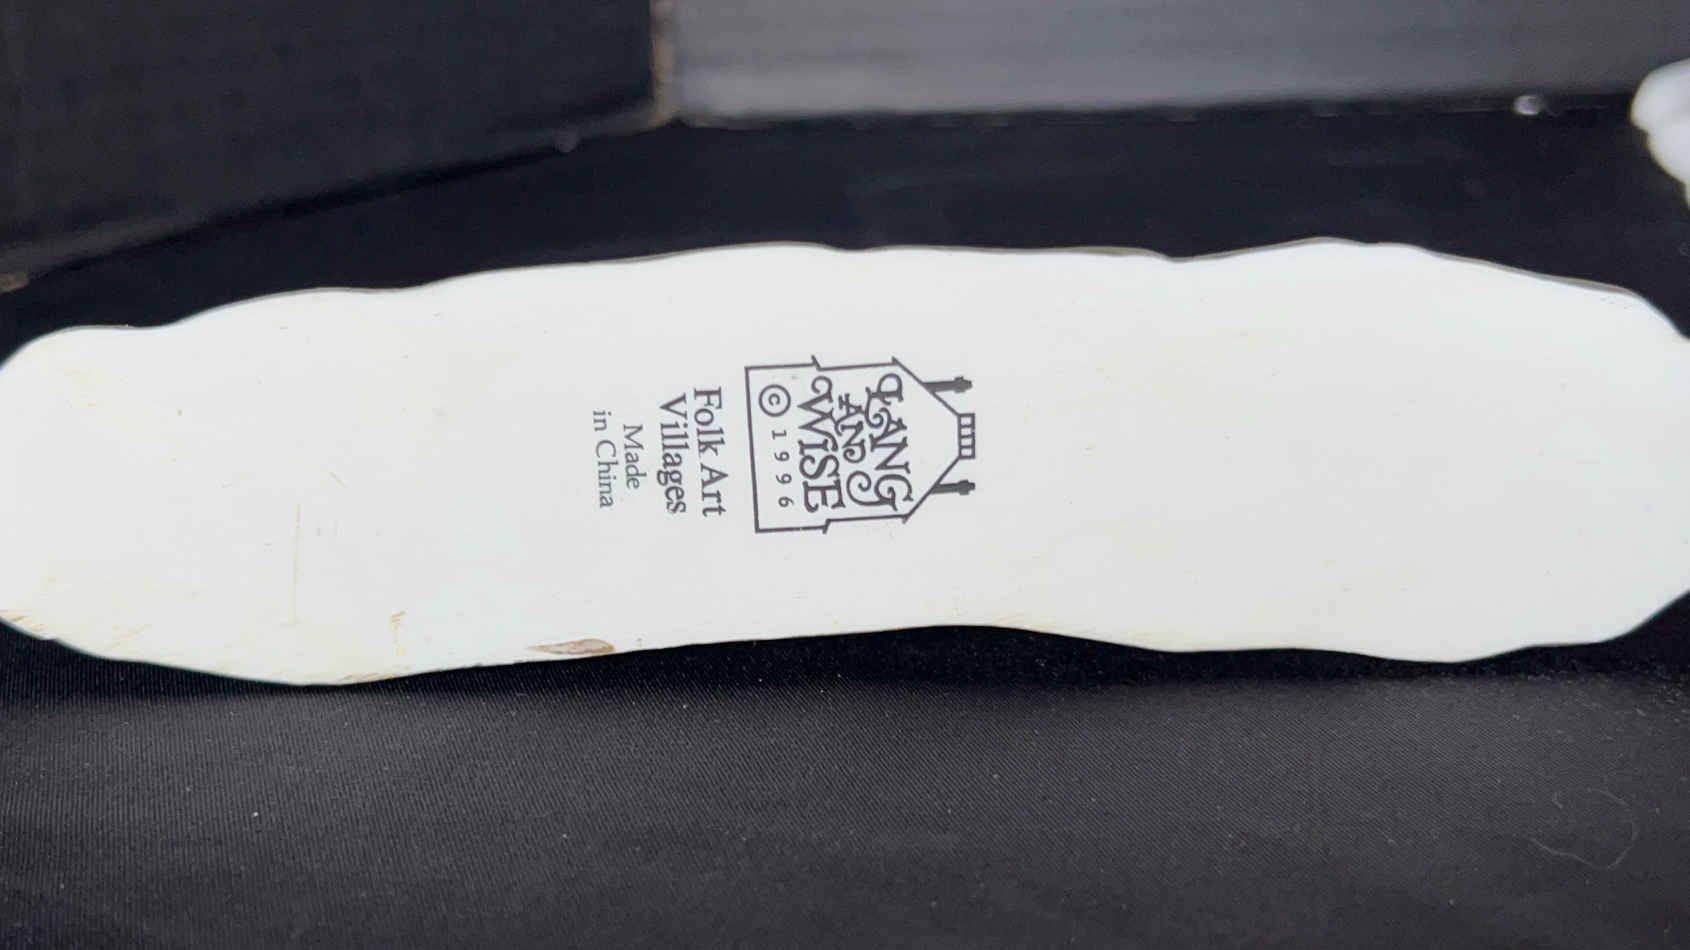 LANG
AND
WISE
© 1996
Folk Art
Villages
Made
in China